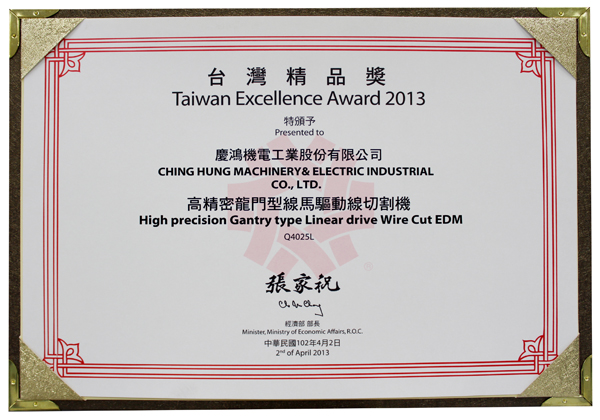 台灣精品獎
Taiwan Excellence Award 2013
特頒予
Presented to
慶鴻機電工業股份有限公司
CHING HUNG MACHINERY& ELECTRIC INDUSTRIAL
CO., LTD.
高精密龍門型線馬驅動線切割機
High precision Gantry type Linear drive Wire Cut EDM
Q4025L
張家祝
經濟部 部長
Minister, Ministry of Economic Affairs, R.O.C.
中華民國102年4月2日
2nd of April 2013